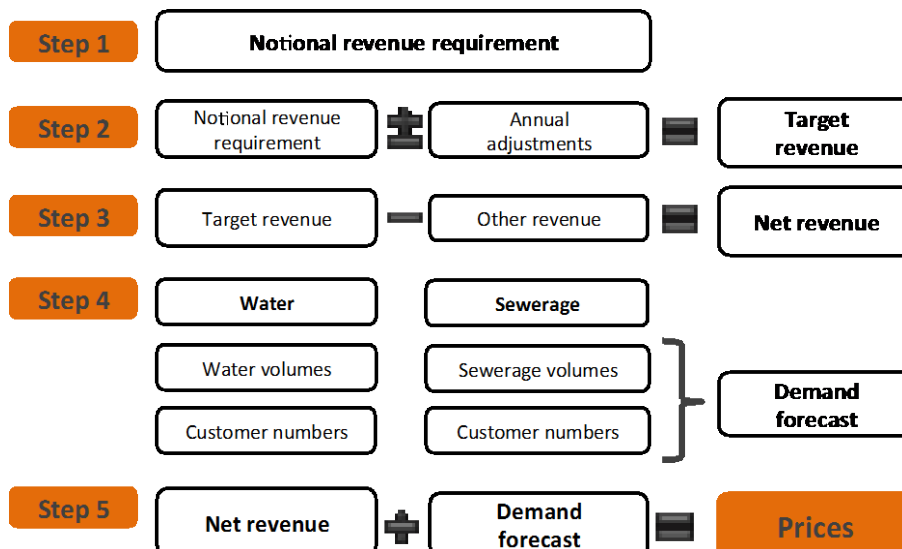 Step 1
Notional revenue requirement
Step 2
Notional revenue
requirement
±
Annual
adjustments
=
Target
revenue
Step 3
Target revenue
−
Other revenue
=
Net revenue
Step 4
Water
Sewerage
Water volumes
Sewerage volumes
Customer numbers
Customer numbers
Demand
forecast
Step 5
Net revenue
+
Demand
forecast
=
Prices